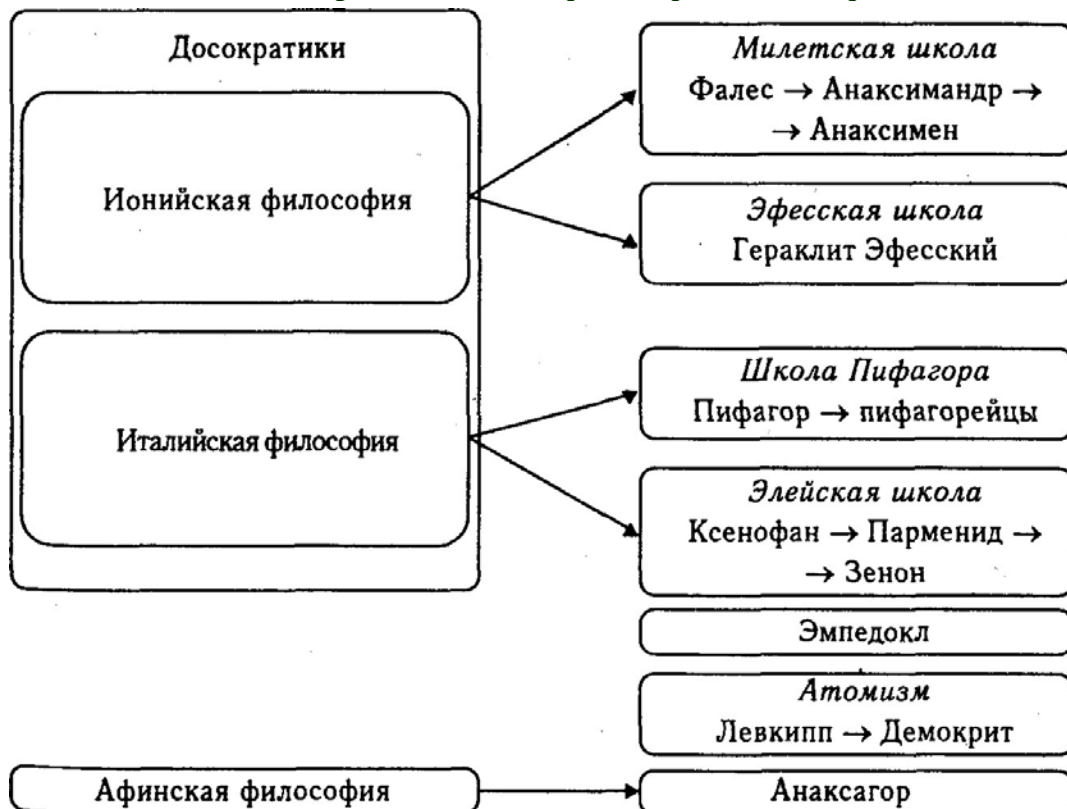 Досократики
Ионийская философия
Италийская философия
Афинская философия
Милетская школа
Фалес → Анаксимандр →
→ Анаксимен
Эфесская школа
Гераклит Эфесский
Школа Пифагора
Пифагор → пифагорейцы
Элейская школа
Ксенофан → Парменид →
→ Зенон
Эмпедокл
Атомизм
Левкипп → Демокрит
Анаксагор